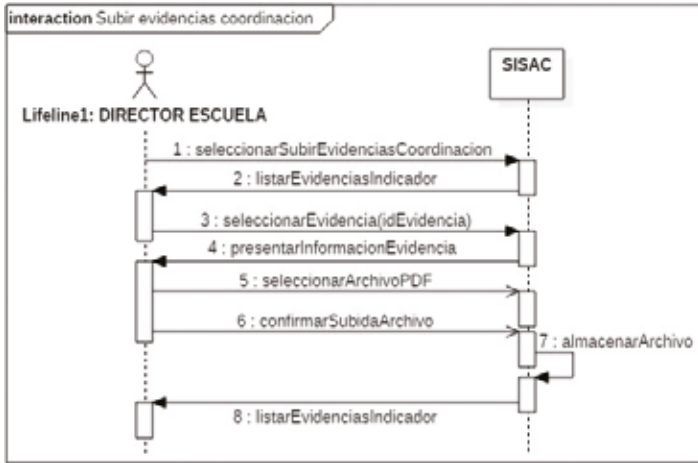 interaction Subir evidencias coordinacion
SISAC
Lifeline1: DIRECTOR ESCUELA
1 : seleccionarSubirEvidenciasCoordinacion
2 : listarEvidenciasIndicador
3 : seleccionarEvidencia(idEvidencia)
4 : presentarInformacionEvidencia
5 : seleccionarArchivoPDF
6 : confirmarSubidaArchivo
7 : almacenarArchivo
8 : listarEvidenciasIndicador